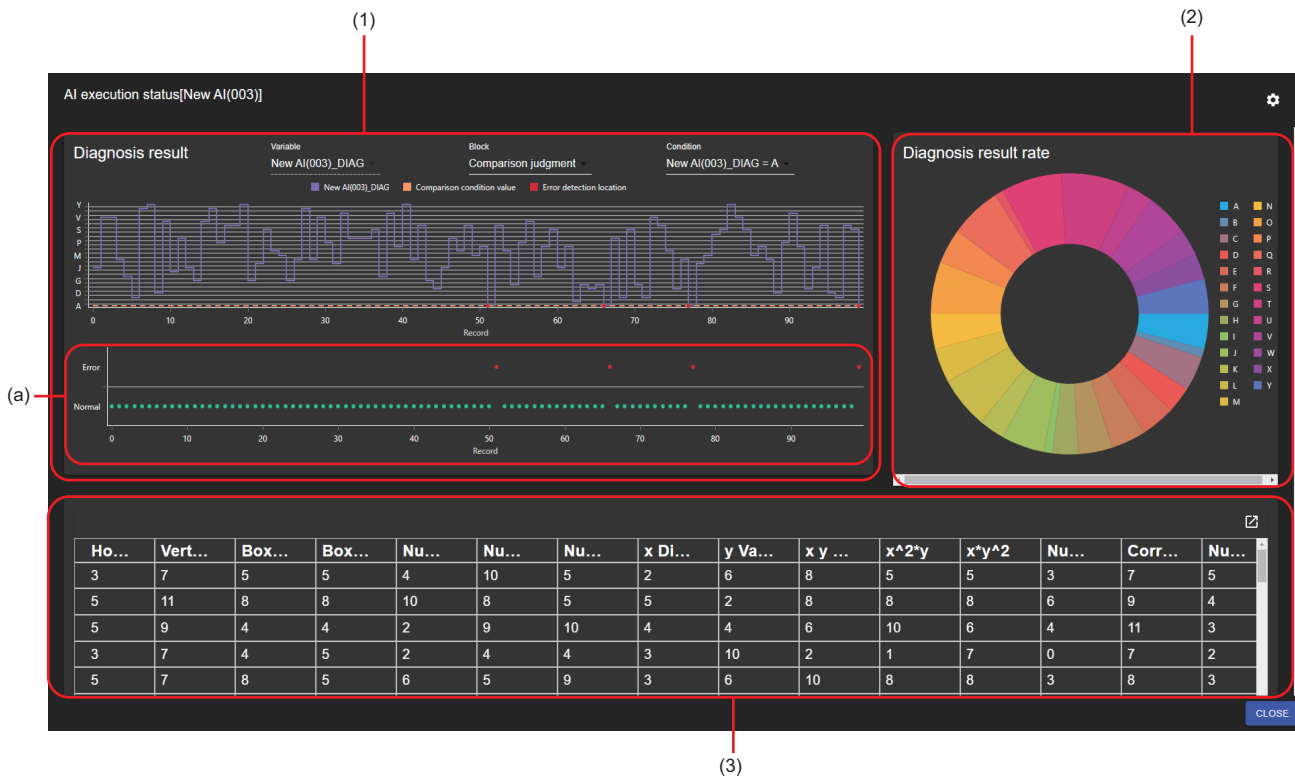 (1)
(2)
AI execution status[New AI(003)]
Diagnosis result
Variable
New AI(003)_DIAG
Block
Comparison judgment
Condition
New AI(003)_DIAG = A
New AI(003)_DIAG Comparison condition value Error detection location
Y
V
S
P
M
J
G
D
A
0 10 20 30 40 50 60 70 80 90
Record
(a)
Error
Normal
0 10 20 30 40 50 60 70 80 90
Record
Diagnosis result rate
A N
B O
C P
D Q
E R
F S
G T
H U
I V
J W
K X
L Y
M
Ho... Vert... Box... Box... Nu... Nu... Nu... x Di... y Va... x y ... x^2*y x*y^2 Nu... Corr... Nu...
3 7 5 5 4 10 5 2 6 8 5 5 3 7 5
5 11 8 8 10 8 5 5 2 8 8 8 6 9 4
5 9 4 4 2 9 10 4 4 6 10 6 4 11 3
3 7 4 5 2 4 4 3 10 2 1 7 0 7 2
5 7 8 5 6 5 9 3 6 10 8 8 3 8 3
CLOSE
(3)